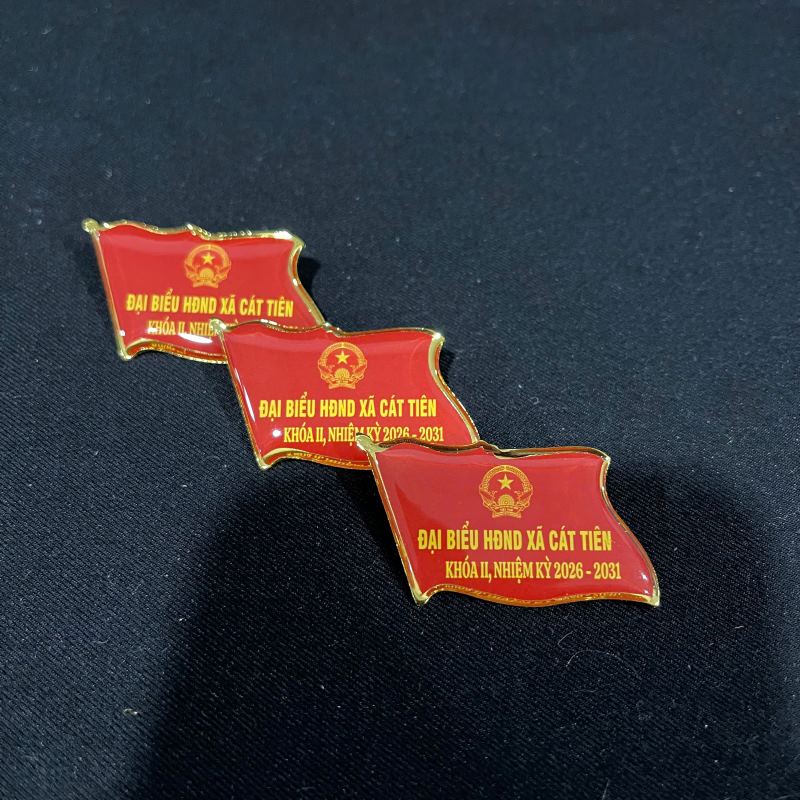 ĐẠI BIỂU HĐND XÃ CÁT TIÊN
KHÓA II, NHIỆ
ĐẠI BIỂU HĐND XÃ CÁT TIÊN
KHÓA II, NHIỆM KỲ 2026 - 2031
ĐẠI BIỂU HĐND XÃ CÁT TIÊN
KHÓA II, NHIỆM KỲ 2026 - 2031